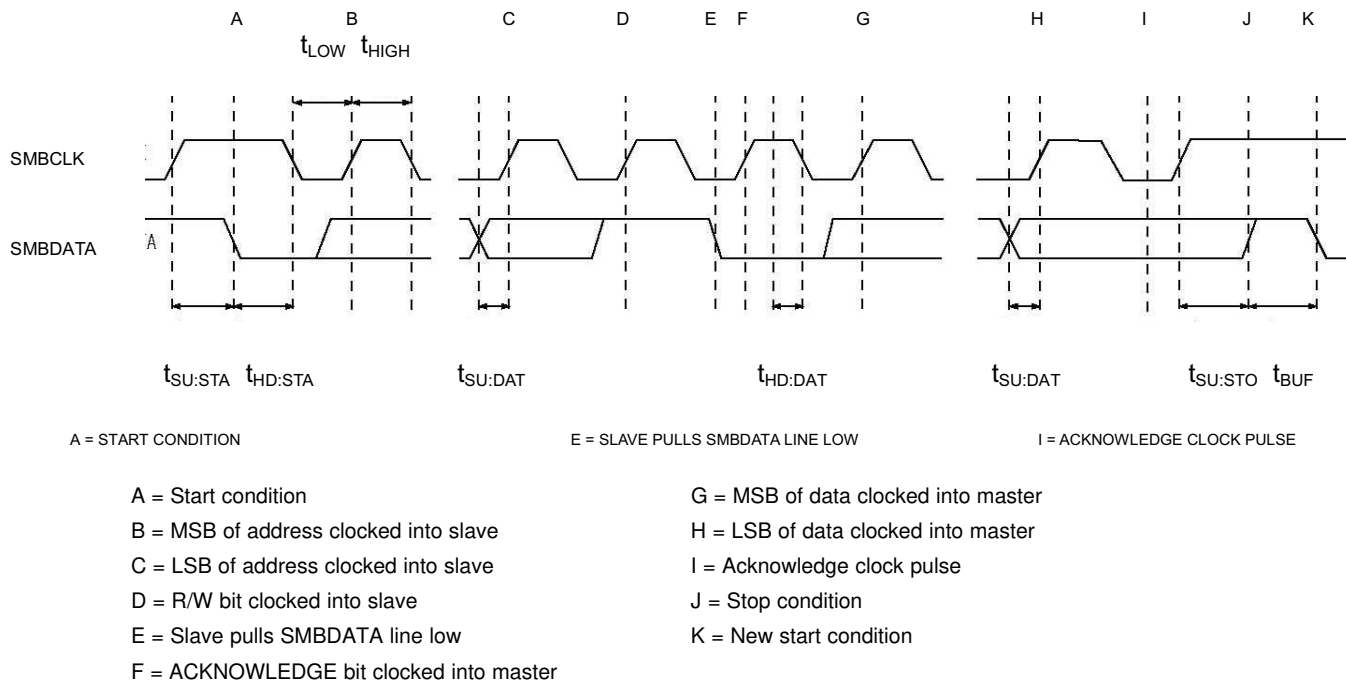 A B C D E F G H I J K
tLOW tHIGH
SMBCLK
SMBDATA
A
tSU:STA tHD:STA tSU:DAT tHD:DAT tSU:DAT tSU:STO tBUF
A = START CONDITION E = SLAVE PULLS SMBDATA LINE LOW I = ACKNOWLEDGE CLOCK PULSE
A = Start condition
B = MSB of address clocked into slave
C = LSB of address clocked into slave
D = R/W bit clocked into slave
E = Slave pulls SMBDATA line low
F = ACKNOWLEDGE bit clocked into master
G = MSB of data clocked into master
H = LSB of data clocked into master
I = Acknowledge clock pulse
J = Stop condition
K = New start condition